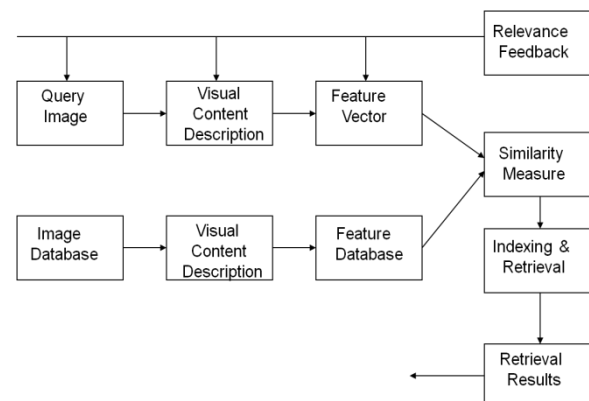 Relevance
Feedback
Query
Image
Visual
Content
Description
Feature
Vector
Similarity
Measure
Image
Database
Visual
Content
Description
Feature
Database
Indexing &
Retrieval
Retrieval
Results